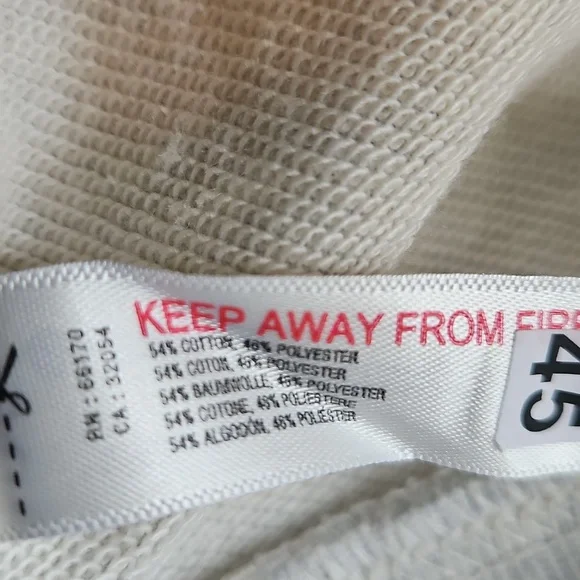 RN: 66170
CA: 32054
KEEP AWAY FROM FIRE
54% COTTON, 46% POLYESTER
54% COTON, 46% POLYESTER
54% BAUMWOLLE, 46% POLYESTER
54% COTONE, 46% POLIESTERE
54% ALGODÓN, 46% POLIÉSTER
45